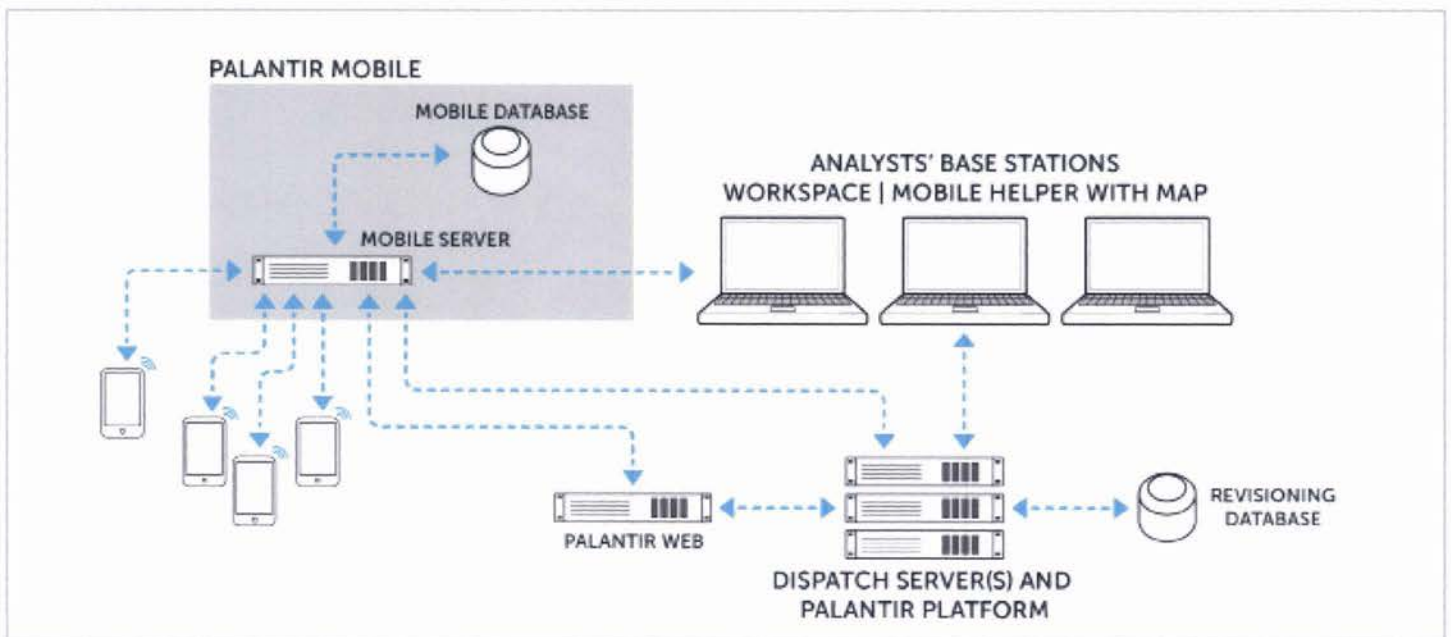 PALANTIR MOBILE
MOBILE DATABASE
ANALYSTS' BASE STATIONS
WORKSPACE | MOBILE HELPER WITH MAP
MOBILE SERVER
PALANTIR WEB
REVISIONING
DATABASE
DISPATCH SERVER(S) AND
PALANTIR PLATFORM